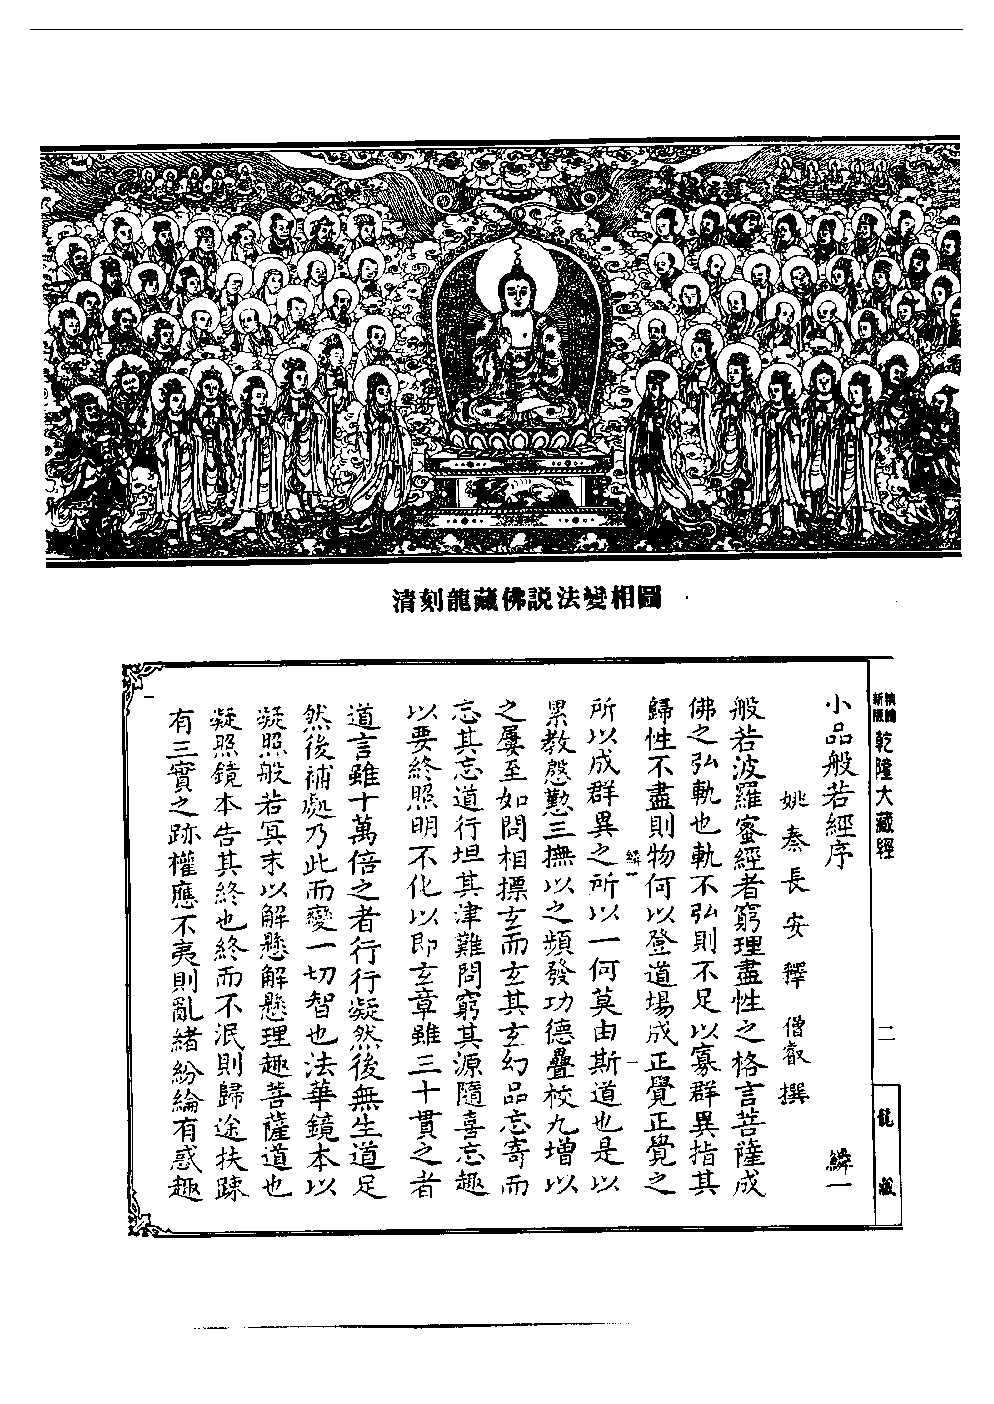 清刻龍藏佛説法變相圖
乾隆大藏經
二
龍藏
小品般若經序 鱗一
姚秦長安釋僧叡撰
般若波羅蜜經者窮理盡性之格言菩薩成
佛之弘軌也軌不弘則不足以寡群異指其
歸性不盡則物何以登道場成正覺正覺之
鱗一 一
所以成群異之所以一何莫由斯道也是以
累教慇懃三撫以之頻發功德疊校九增以
之屢至如問相摽玄而玄其玄幻品忘寄而
忘其忘道行坦其津難問窮其源隨喜忘趣
以要終照明不化以即玄章雖三十貫之者
道言雖十萬倍之者行行凝然後無生道足
然後補處乃此而變一切智也法華鏡本以
凝照般若冥末以解懸解懸理趣菩薩道也
凝照鏡本告其終也終而不泯則歸途扶疎
有三實之跡權應不夷則亂緒紛綸有惑趣